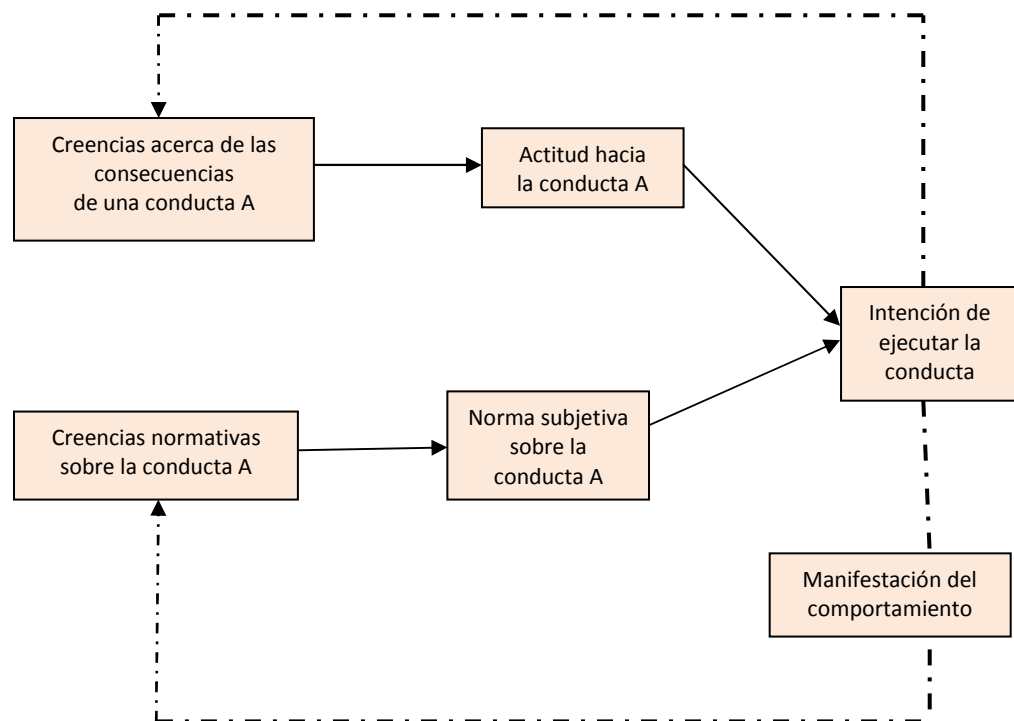 Creencias acerca de las
consecuencias
de una conducta A
Actitud hacia
la conducta A
Intención de
ejecutar la
conducta
Creencias normativas
sobre la conducta A
Norma subjetiva
sobre la
conducta A
Manifestación del
comportamiento